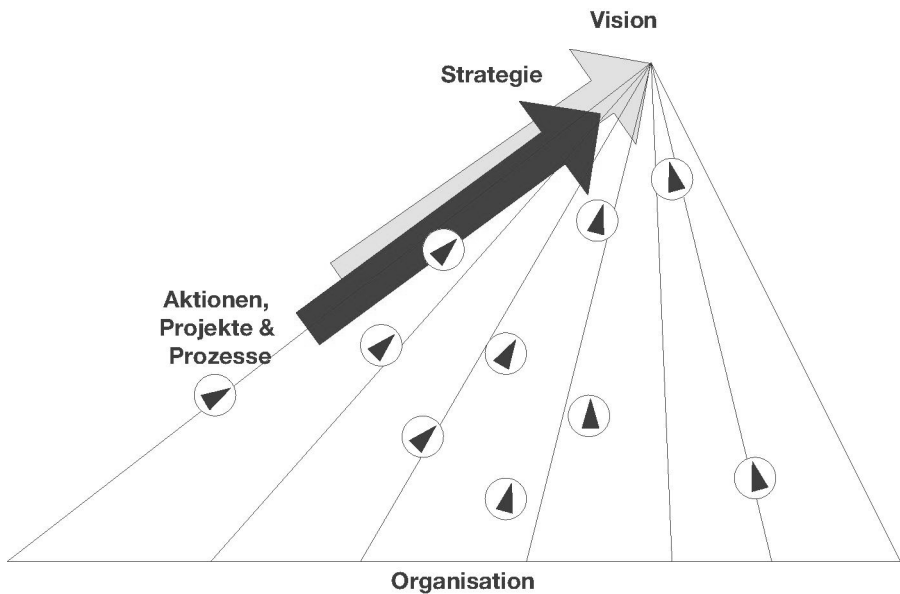 Vision
Strategie
Aktionen,
Projekte &
Prozesse
Organisation